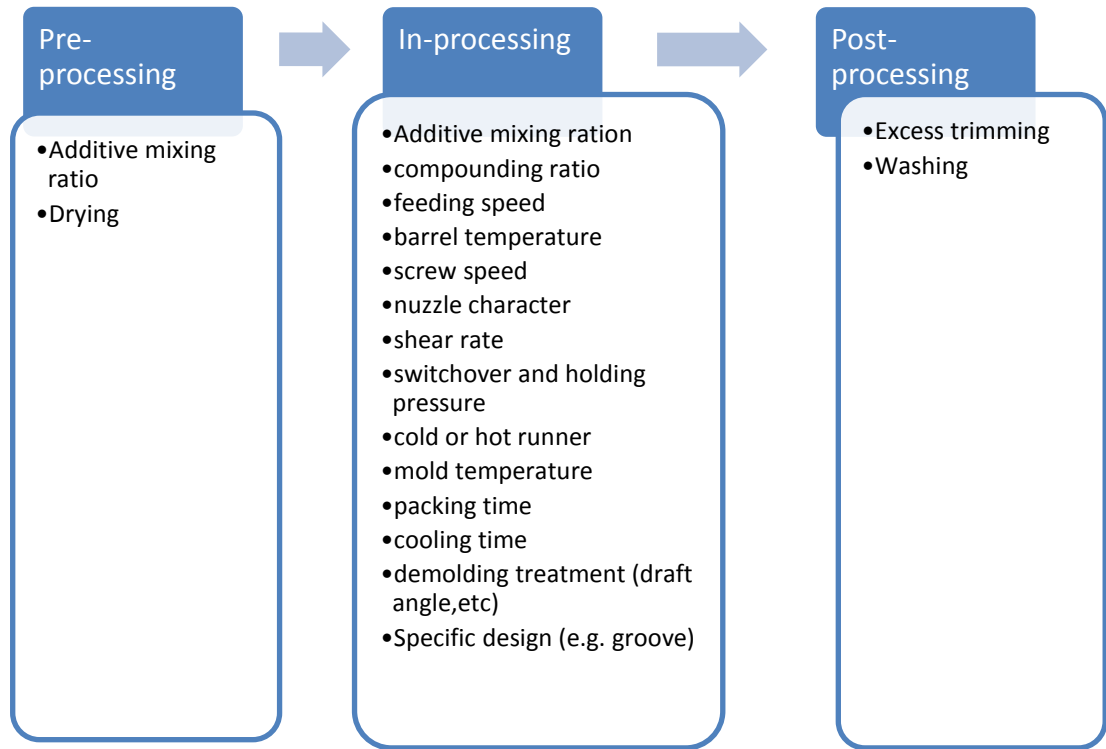 Pre-
processing
•Additive mixing
ratio
•Drying
In-processing
•Additive mixing ration
•compounding ratio
•feeding speed
•barrel temperature
•screw speed
•nuzzle character
•shear rate
•switchover and holding
pressure
•cold or hot runner
•mold temperature
•packing time
•cooling time
•demolding treatment (draft
angle,etc)
•Specific design (e.g. groove)
Post-
processing
•Excess trimming
•Washing